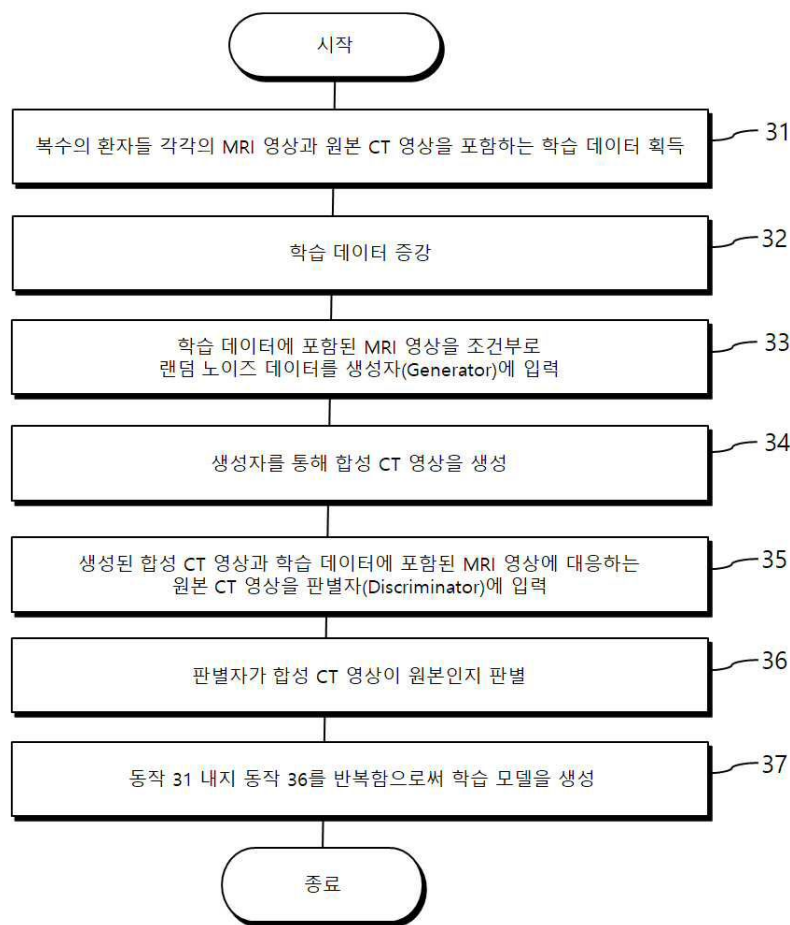 시작
복수의 환자들 각각의 MRI 영상과 원본 CT 영상을 포함하는 학습 데이터 획득
31
학습 데이터 증강
32
학습 데이터에 포함된 MRI 영상을 조건부로
랜덤 노이즈 데이터를 생성자(Generator)에 입력
33
생성자를 통해 합성 CT 영상을 생성
34
생성된 합성 CT 영상과 학습 데이터에 포함된 MRI 영상에 대응하는
원본 CT 영상을 판별자(Discriminator)에 입력
35
판별자가 합성 CT 영상이 원본인지 판별
36
동작 31 내지 동작 36를 반복함으로써 학습 모델을 생성
37
종료